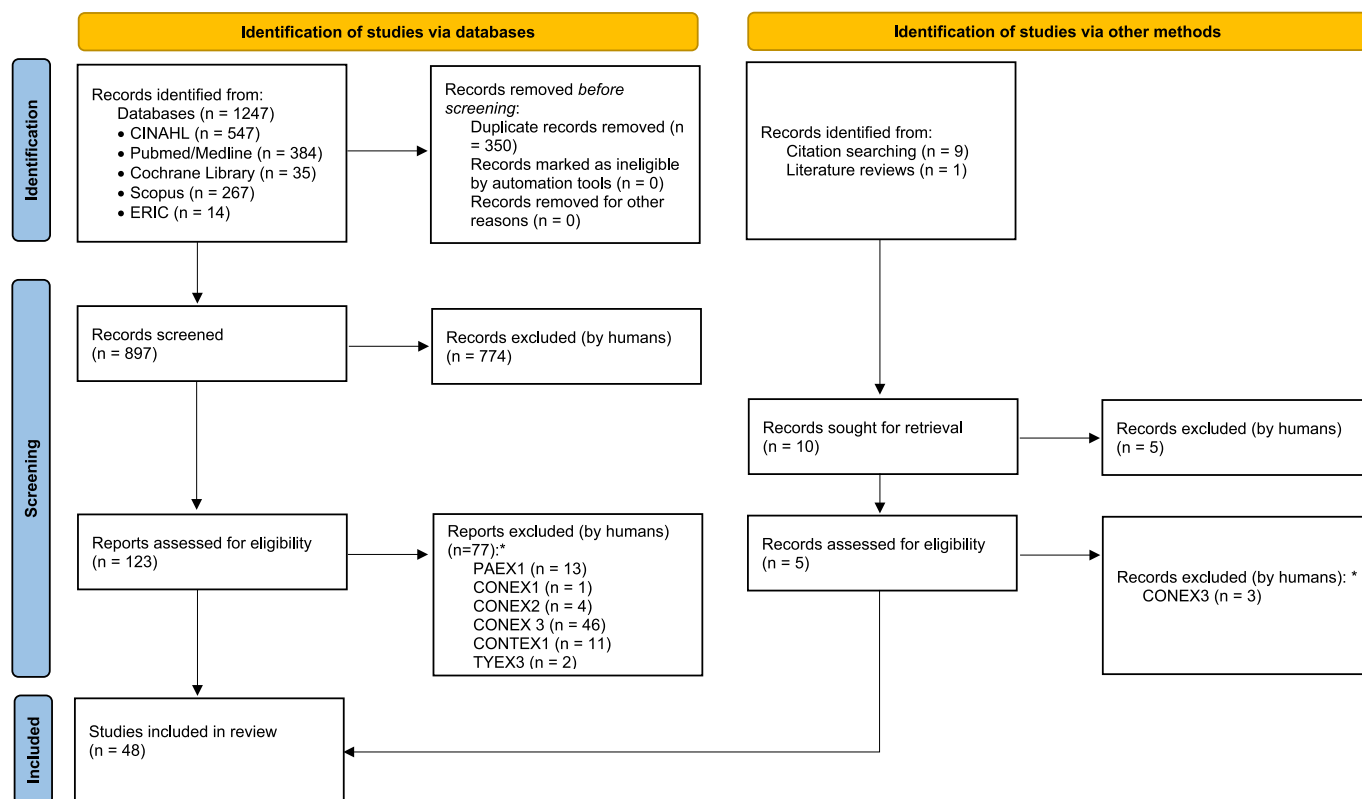 Identification of studies via databases
Identification of studies via other methods
Identification
Records identified from:
Databases (n = 1247)
• CINAHL (n = 547)
• Pubmed/Medline (n = 384)
• Cochrane Library (n = 35)
• Scopus (n = 267)
• ERIC (n = 14)
Records removed before
screening:
Duplicate records removed (n
= 350)
Records marked as ineligible
by automation tools (n = 0)
Records removed for other
reasons (n = 0)
Records identified from:
Citation searching (n = 9)
Literature reviews (n = 1)
Screening
Records screened
(n = 897)
Records excluded (by humans)
(n = 774)
Records sought for retrieval
(n = 10)
Records excluded (by humans)
(n = 5)
Reports assessed for eligibility
(n = 123)
Reports excluded (by humans)
(n=77):*
PAEX1 (n = 13)
CONEX1 (n = 1)
CONEX2 (n = 4)
CONEX 3 (n = 46)
CONTEX1 (n = 11)
TYEX3 (n = 2)
Records assessed for eligibility
(n = 5)
Records excluded (by humans): *
CONEX3 (n = 3)
Included
Studies included in review
(n = 48)